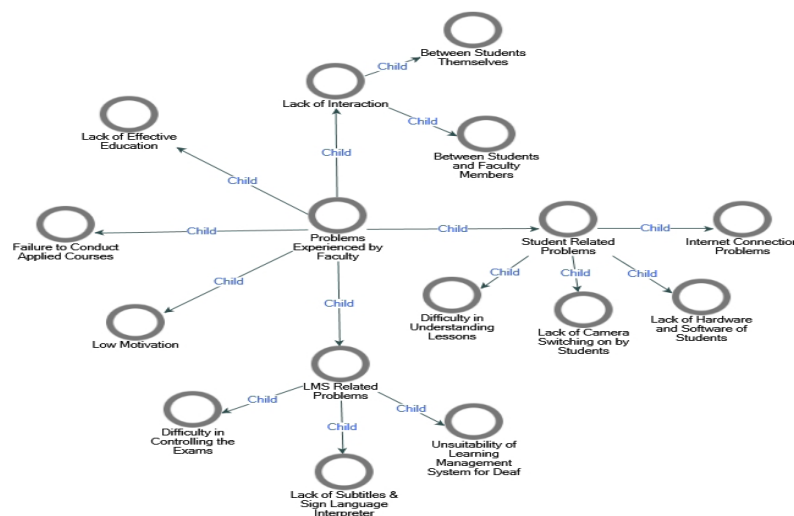 Between Students
Themselves
Child
Lack of Interaction
Child
Between Students
and Faculty
Members
Lack of Effective
Education
Child
Child
Problems
Experienced by
Faculty
Child
Failure to Conduct
Applied Courses
Child
Student Related
Problems
Child
Internet Connection
Problems
Child
Low Motivation
Child
Child
Difficulty in
Understanding
Lessons
Child
Lack of Camera
Switching on by
Students
Child
Lack of Hardware
and Software of
Students
Child
LMS Related
Problems
Child
Difficulty in
Controlling the
Exams
Child
Lack of Subtitles &
Sign Language
Interpreter
Child
Unsuitability of
Learning
Management
System for Deaf